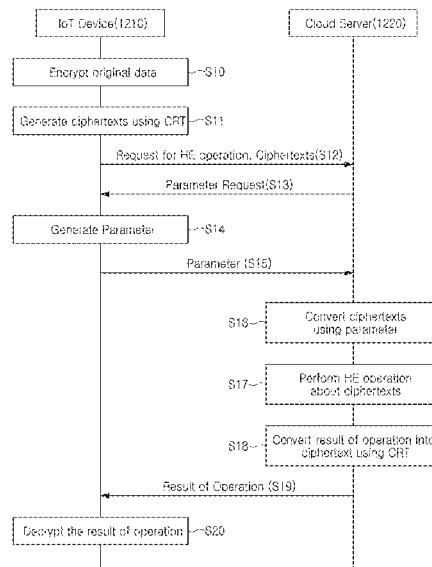 IoT Device(1210)
Cloud Server(1220)
Encrypt original data
S10
Generate ciphertexts using CRT
S11
Request for HE operation, Ciphertexts(S12)
Parameter Request(S13)
Generate Parameter
S14
Parameter (S15)
S16
Convert ciphertexts
using parameter
S17
Perform HE operation
about ciphertexts
S18
Convert result of operation into
ciphertext using CRT
Result of Operation (S19)
Decrypt the result of operation
S20